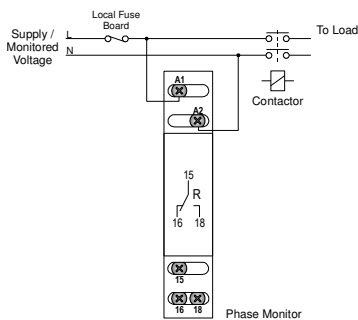 Local Fuse
Board
Supply /
Monitored
Voltage
L
N
To Load
A1
A2
Contactor
15
R
16 18
15
16 18
Phase Monitor